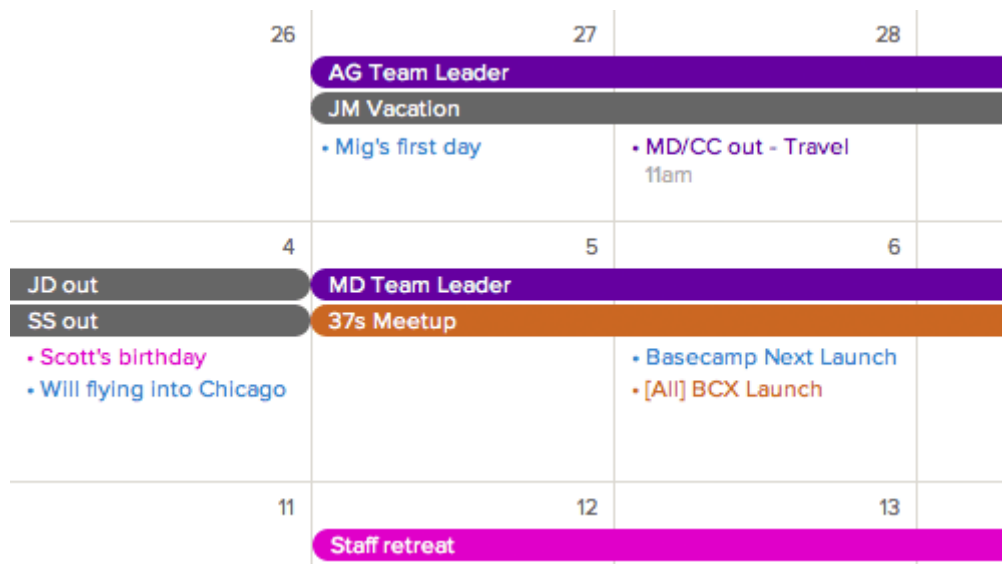 26
27
28
AG Team Leader
JM Vacation
• Mig's first day
• MD/CC out - Travel
11am
4
5
6
JD out
MD Team Leader
SS out
37s Meetup
• Scott's birthday
• Basecamp Next Launch
• Will flying into Chicago
• [All] BCX Launch
11
12
13
Staff retreat